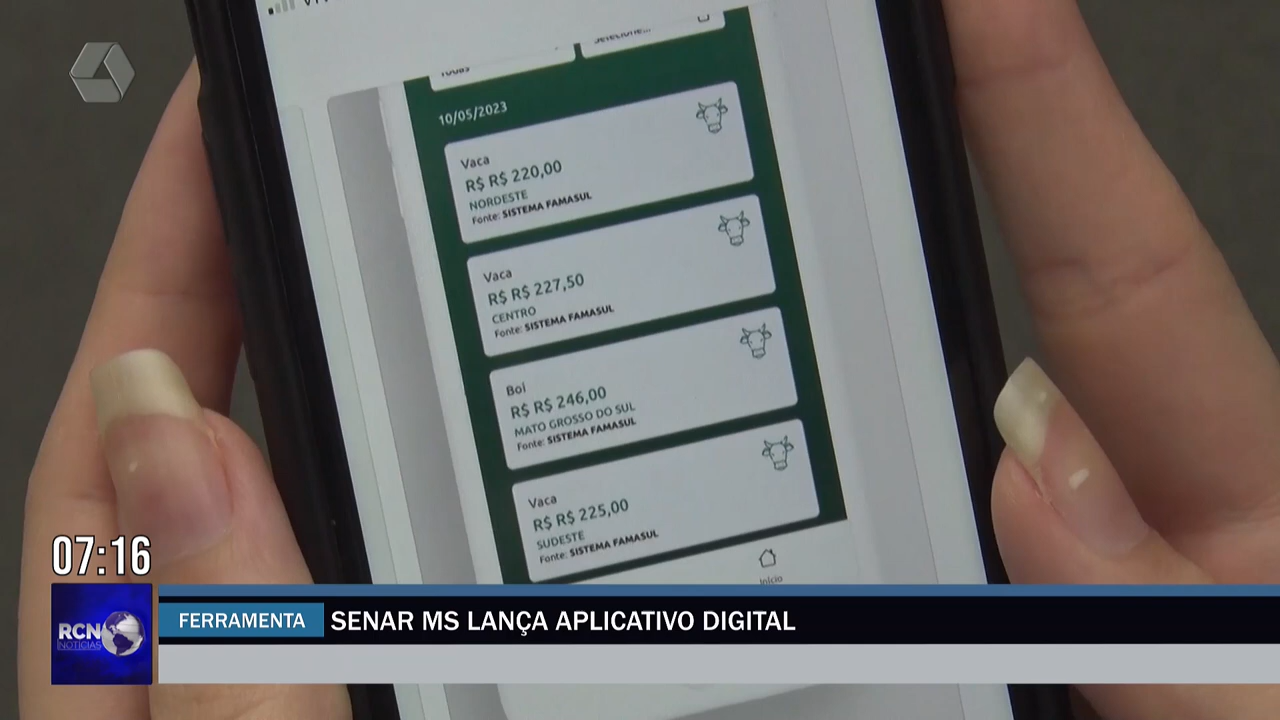 Selecione...
10/05/2023
Vaca
R$ R$ 220,00
NORDESTE
Fonte: SISTEMA FAMASUL
Vaca
R$ R$ 227,50
CENTRO
Fonte: SISTEMA FAMASUL
Boi
R$ R$ 246,00
MATO GROSSO DO SUL
Fonte: SISTEMA FAMASUL
Vaca
R$ R$ 225,00
SUDESTE
Fonte: SISTEMA FAMASUL
Início
07:16
RCN
NOTÍCIAS
FERRAMENTA
SENAR MS LANÇA APLICATIVO DIGITAL